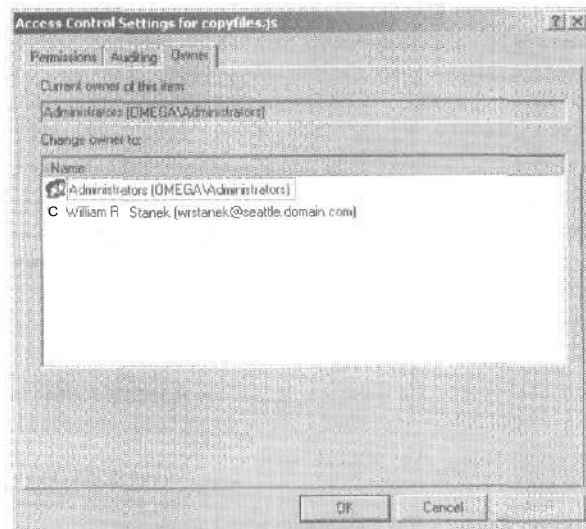 Access Control Settings for copyfiles.js
Permissions Auditing Owner
Current owner of this item:
Administrators (OMEGA\Administrators)
Change owner to:
Name
Administrators (OMEGA\Administrators)
C William R Stanek (wrstanek@seattle.domain.com)
OK Cancel Apply